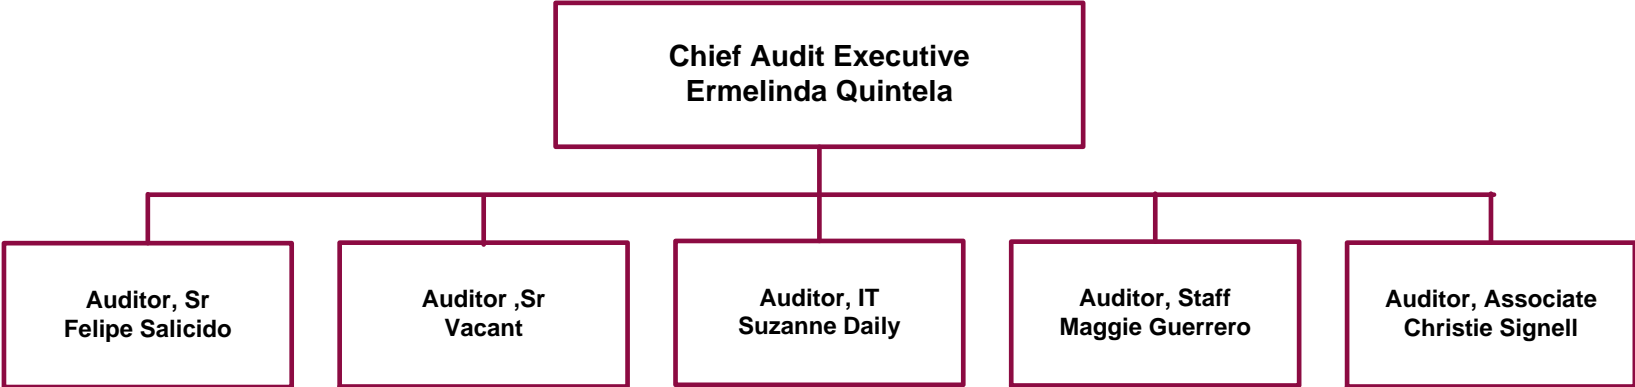 Chief Audit Executive
Ermelinda Quintela
Auditor, Sr
Felipe Salicido
Auditor ,Sr
Vacant
Auditor, IT
Suzanne Daily
Auditor, Staff
Maggie Guerrero
Auditor, Associate
Christie Signell